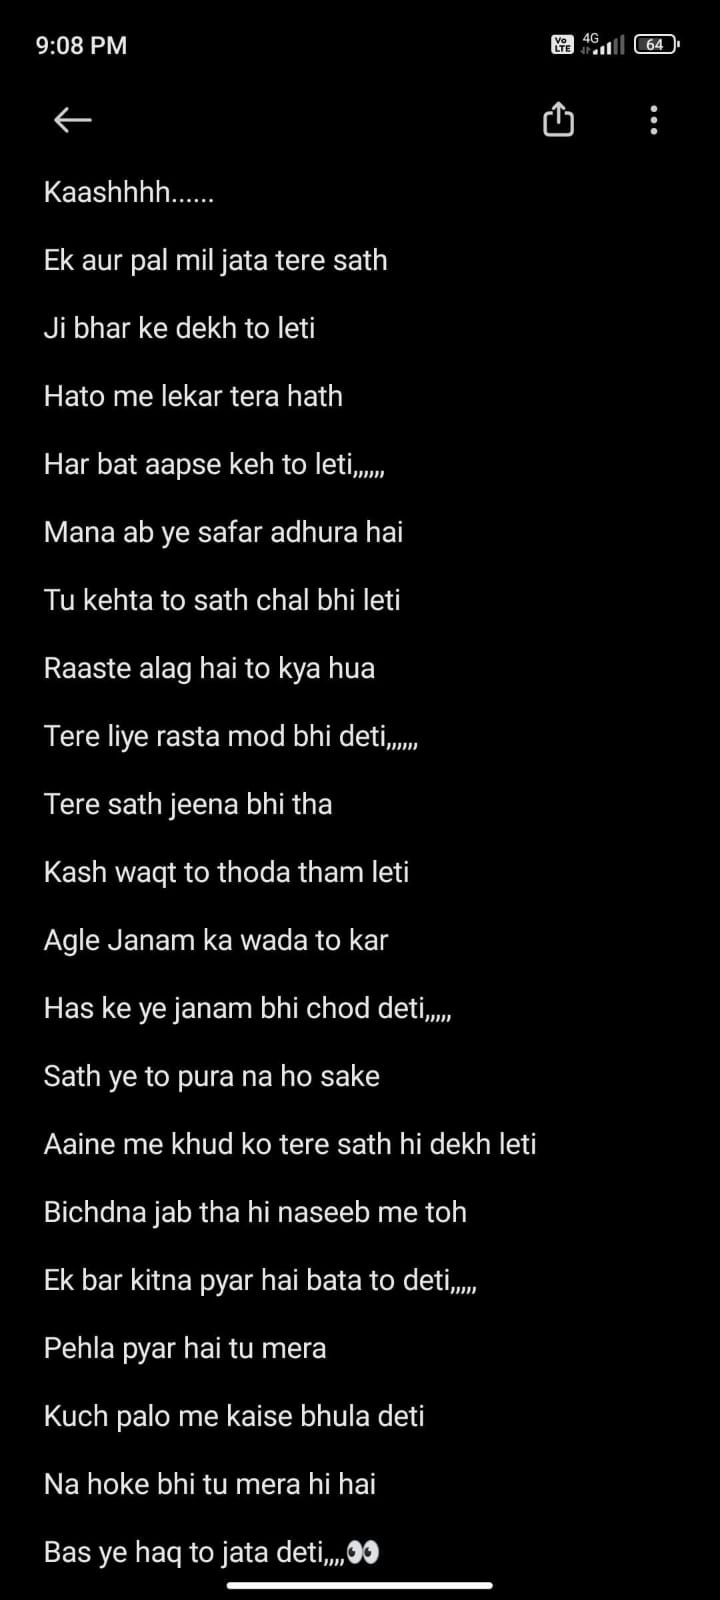 9:08 PM
Vo LTE 4G 64
Kaashhhh......
Ek aur pal mil jata tere sath
Ji bhar ke dekh to leti
Hato me lekar tera hath
Har bat aapse keh to leti,,,,,,
Mana ab ye safar adhura hai
Tu kehta to sath chal bhi leti
Raaste alag hai to kya hua
Tere liye rasta mod bhi deti,,,,,,
Tere sath jeena bhi tha
Kash waqt to thoda tham leti
Agle Janam ka wada to kar
Has ke ye janam bhi chod deti,,,,,
Sath ye to pura na ho sake
Aaine me khud ko tere sath hi dekh leti
Bichdna jab tha hi naseeb me toh
Ek bar kitna pyar hai bata to deti,,,,,
Pehla pyar hai tu mera
Kuch palo me kaise bhula deti
Na hoke bhi tu mera hi hai
Bas ye haq to jata deti,,,,👀